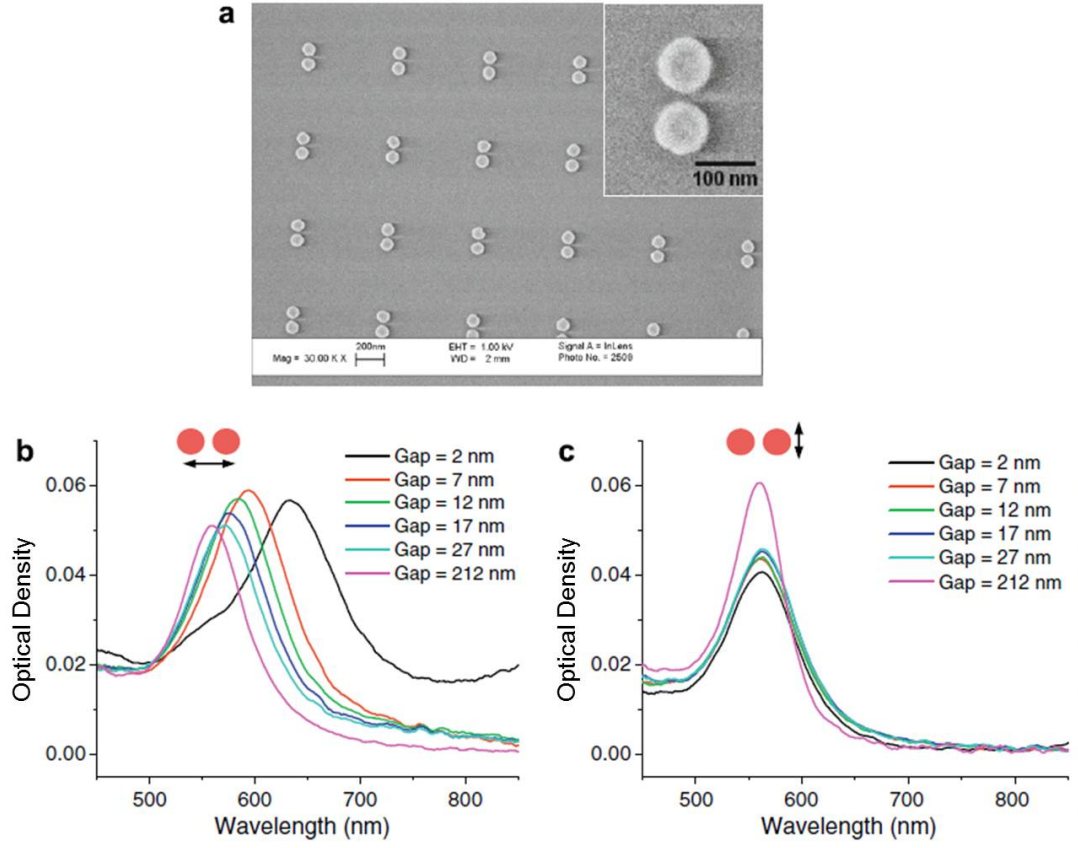 a
100 nm
200nm
Mag = 30.00 K X
EHT = 1.00 kV
WD = 2 mm
Signal A = InLens
Photo No. = 2509
b
Gap = 2 nm
Gap = 7 nm
Gap = 12 nm
Gap = 17 nm
Gap = 27 nm
Gap = 212 nm
0.06
0.04
0.02
0.00
Optical Density
500 600 700 800
Wavelength (nm)
c
Gap = 2 nm
Gap = 7 nm
Gap = 12 nm
Gap = 17 nm
Gap = 27 nm
Gap = 212 nm
0.06
0.04
0.02
0.00
Optical Density
500 600 700 800
Wavelength (nm)